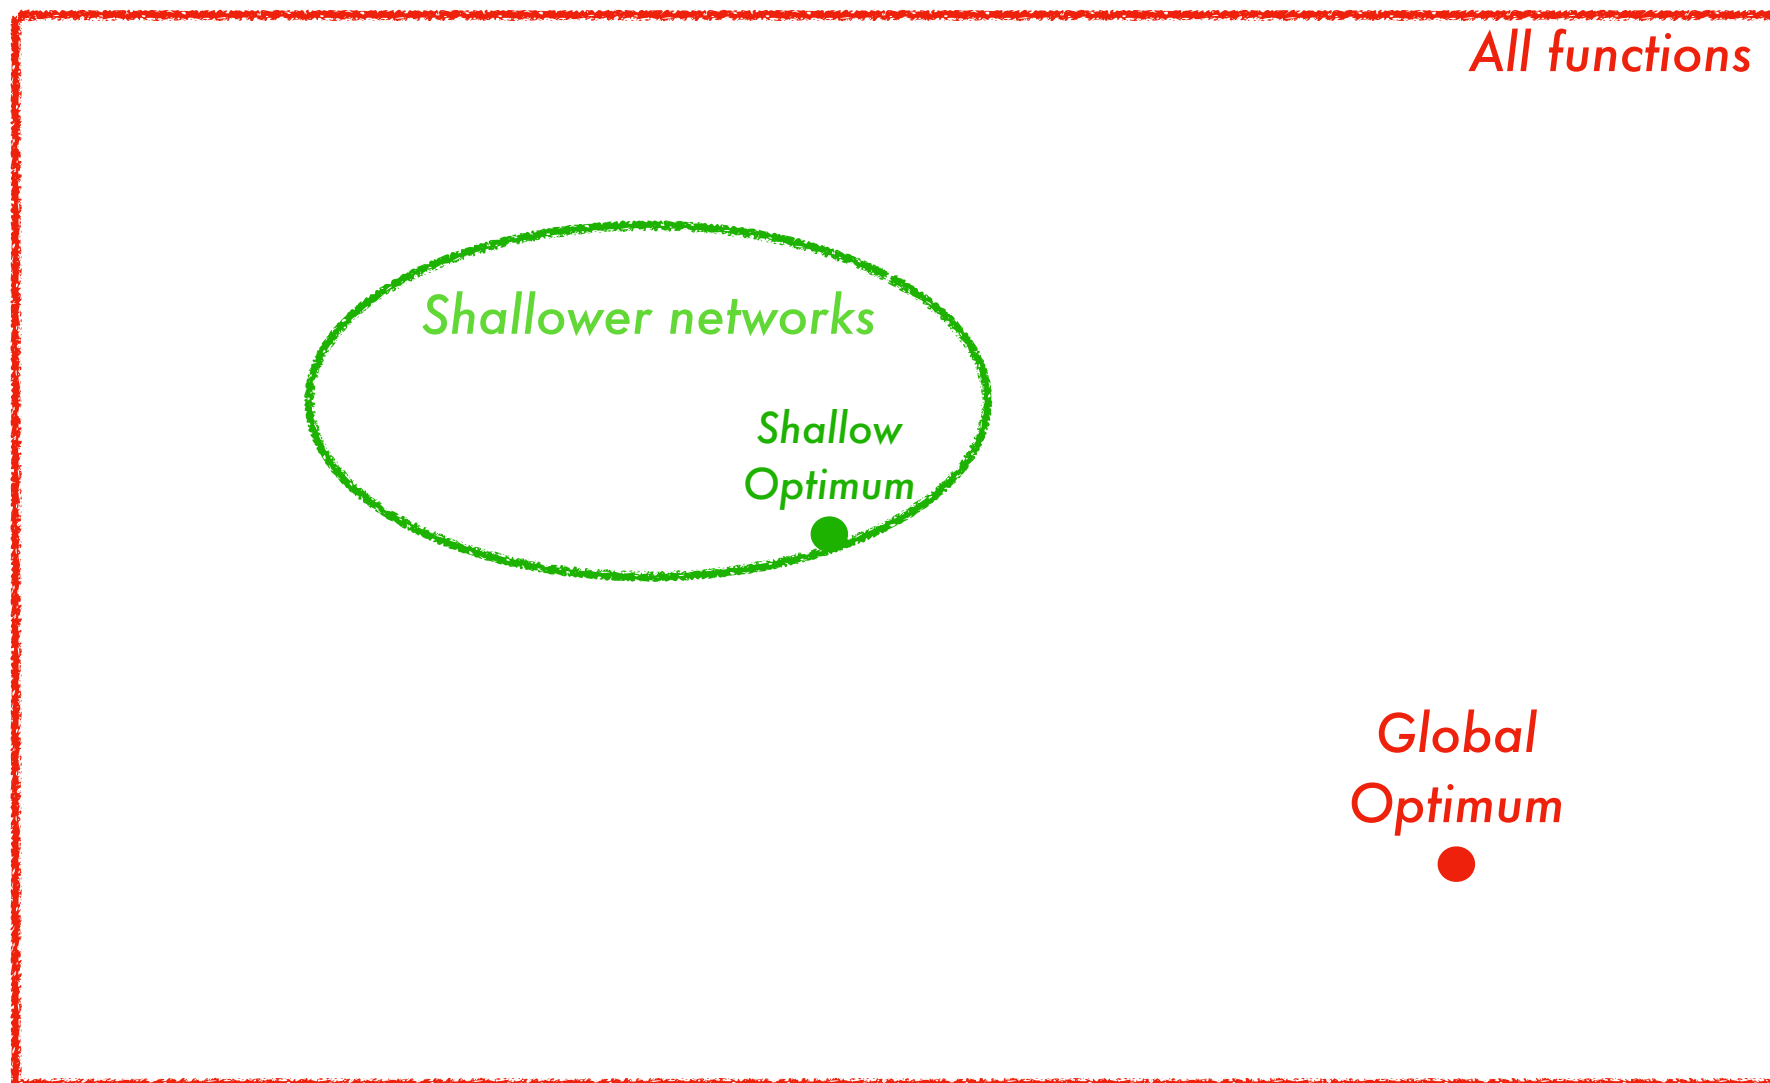 All functions
Shallower networks
Shallow
Optimum
Global
Optimum